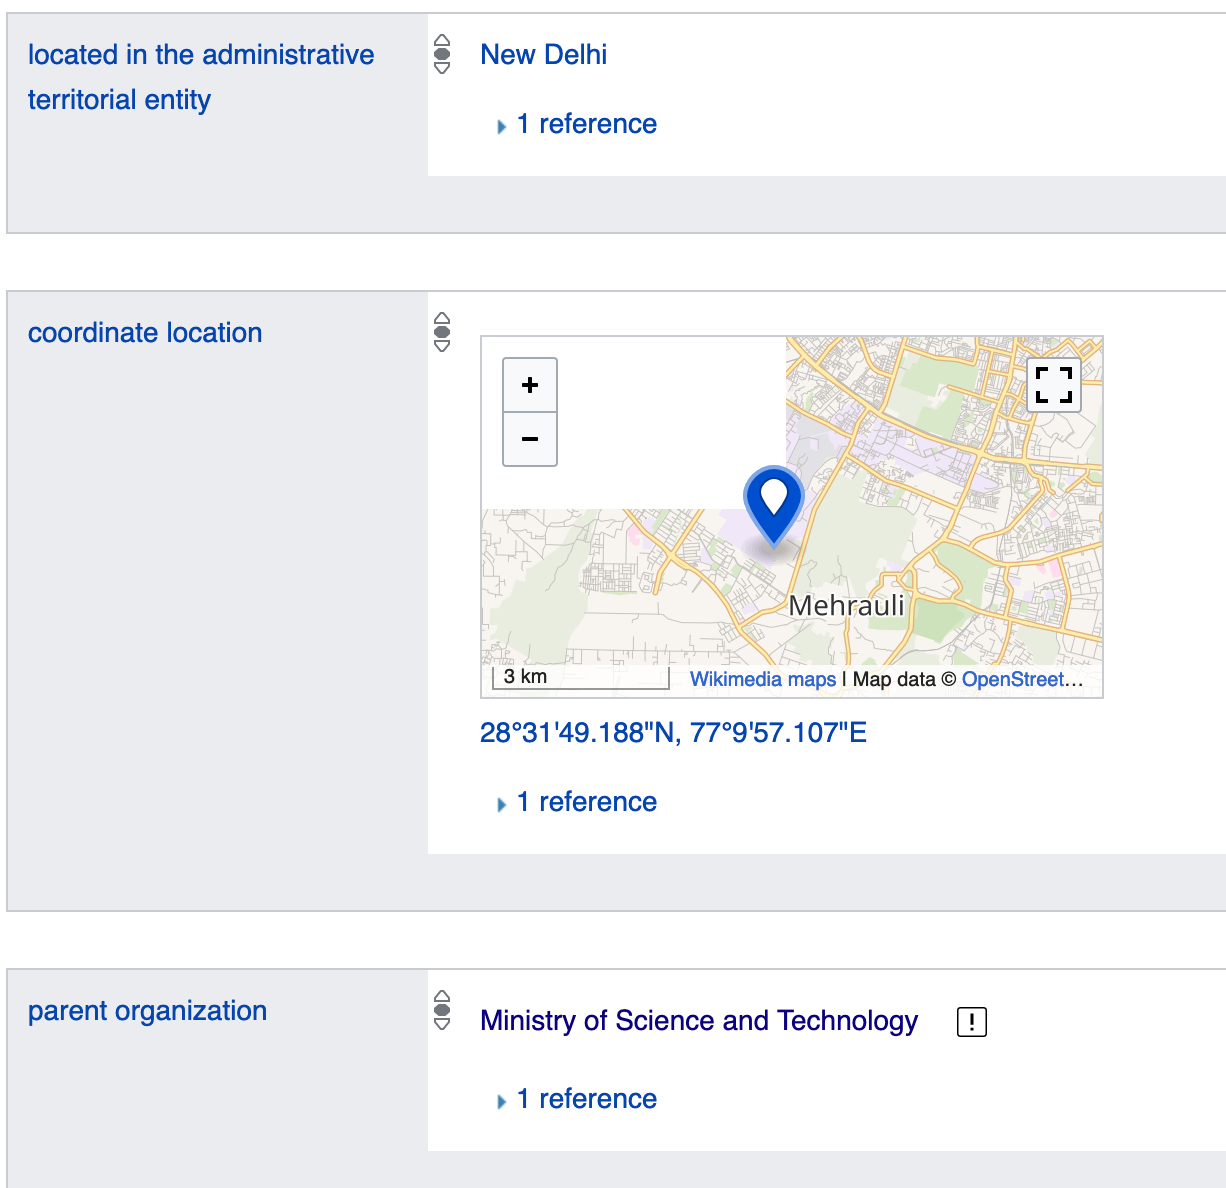 located in the administrative
territorial entity
New Delhi
1 reference
coordinate location
+
−
Mehrauli
3 km
Wikimedia maps | Map data © OpenStreet…
28°31'49.188"N, 77°9'57.107"E
1 reference
parent organization
Ministry of Science and Technology
!
1 reference